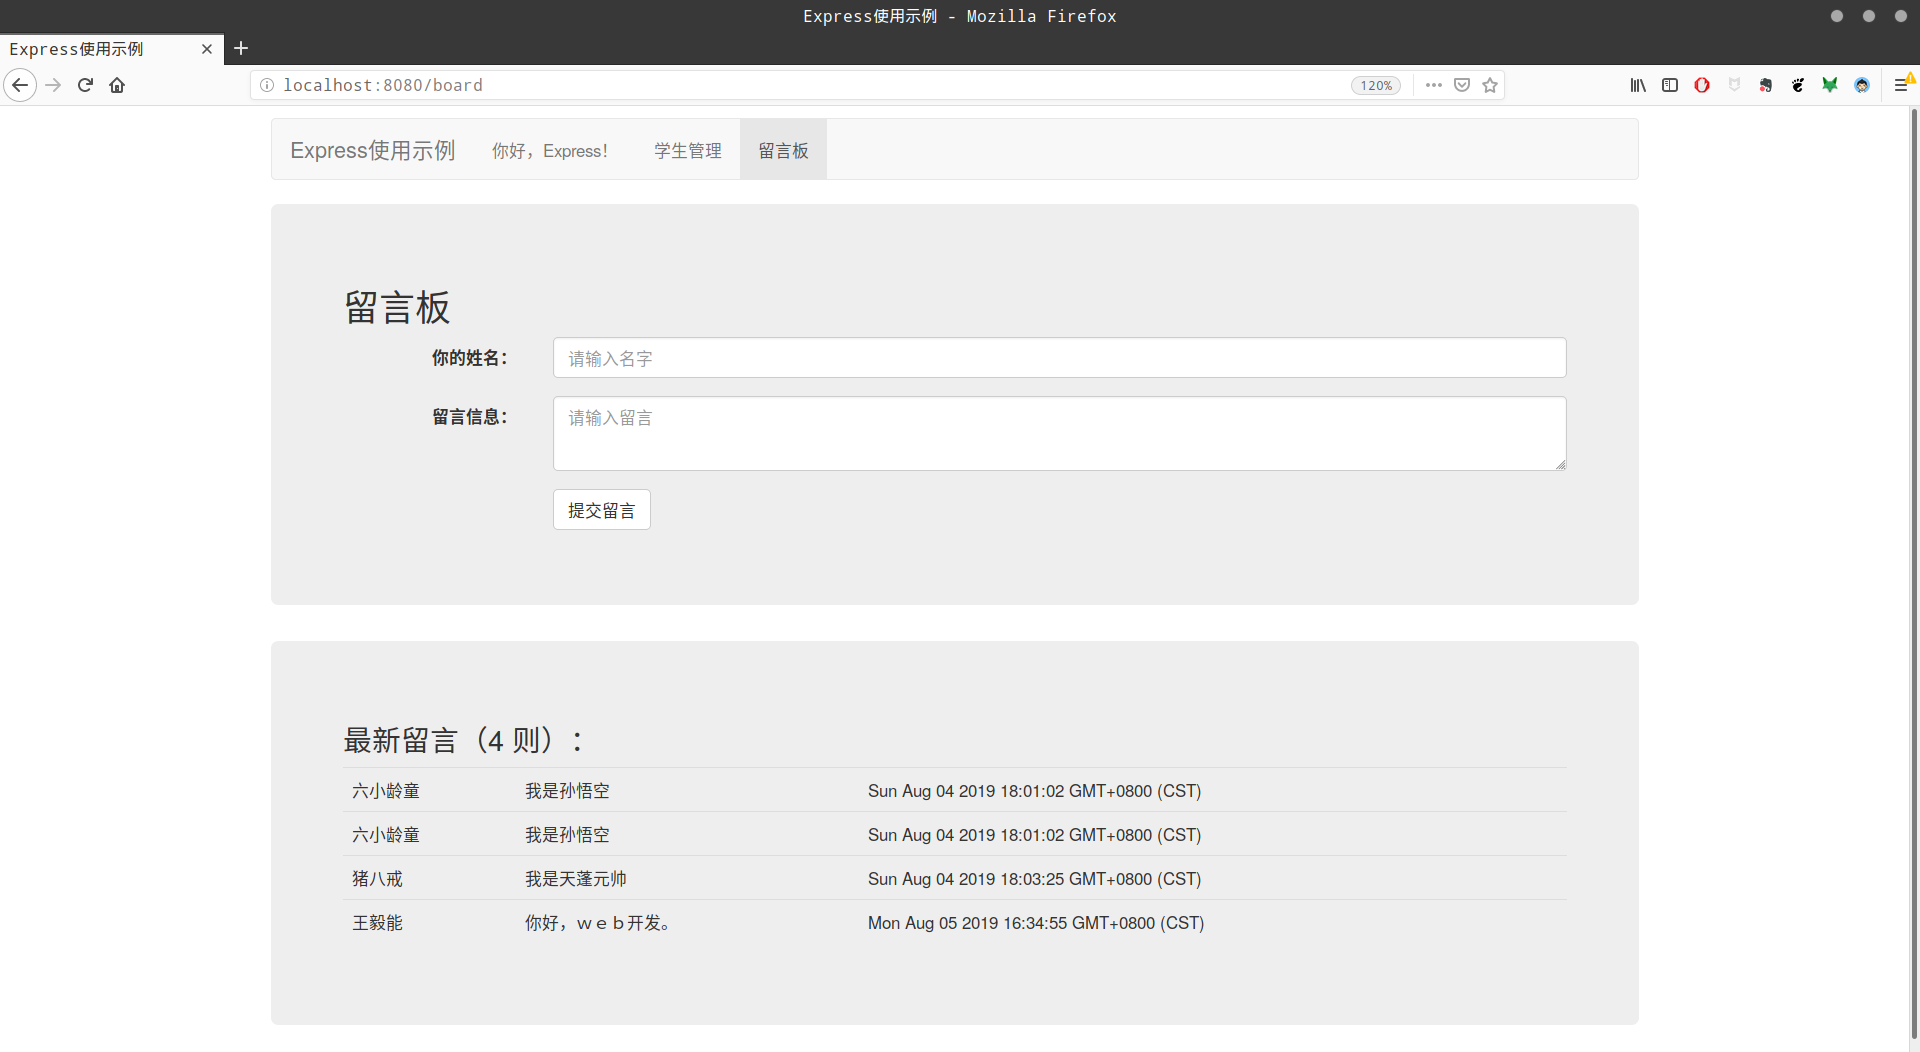 Express使用示例 - Mozilla Firefox
Express使用示例
localhost:8080/board
120%
Express使用示例 你好，Express！ 学生管理 留言板
留言板
你的姓名： 请输入名字
留言信息： 请输入留言
提交留言
最新留言（4 则）：
六小龄童 我是孙悟空 Sun Aug 04 2019 18:01:02 GMT+0800 (CST)
六小龄童 我是孙悟空 Sun Aug 04 2019 18:01:02 GMT+0800 (CST)
猪八戒 我是天蓬元帅 Sun Aug 04 2019 18:03:25 GMT+0800 (CST)
王毅能 你好，ｗｅｂ开发。 Mon Aug 05 2019 16:34:55 GMT+0800 (CST)